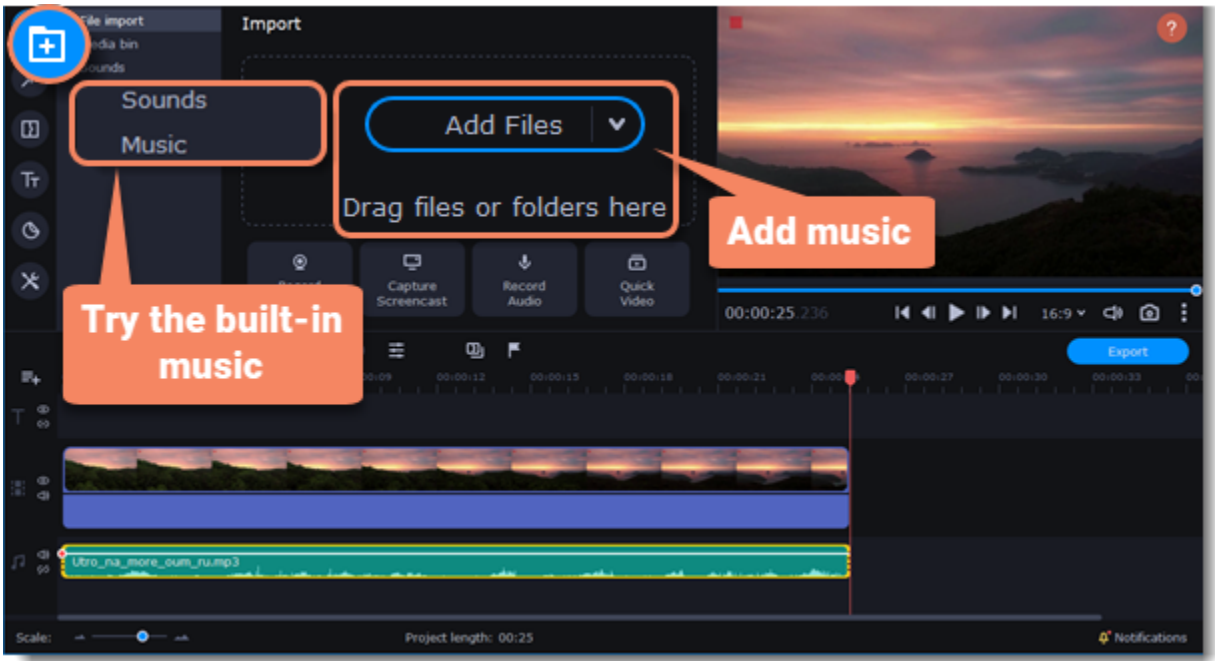 File import
Import
Media bin
Sounds
Sounds
Music
Add Files
Drag files or folders here
Add music
Try the built-in
music
Record
Capture
Screencast
Record
Audio
Quick
Video
00:00:25.236
16:9
Export
00:00:09
00:00:12
00:00:15
00:00:18
00:00:21
00:00:27
00:00:30
00:00:33
Utro_na_more_oum_ru.mp3
Scale:
Project length: 00:25
Notifications